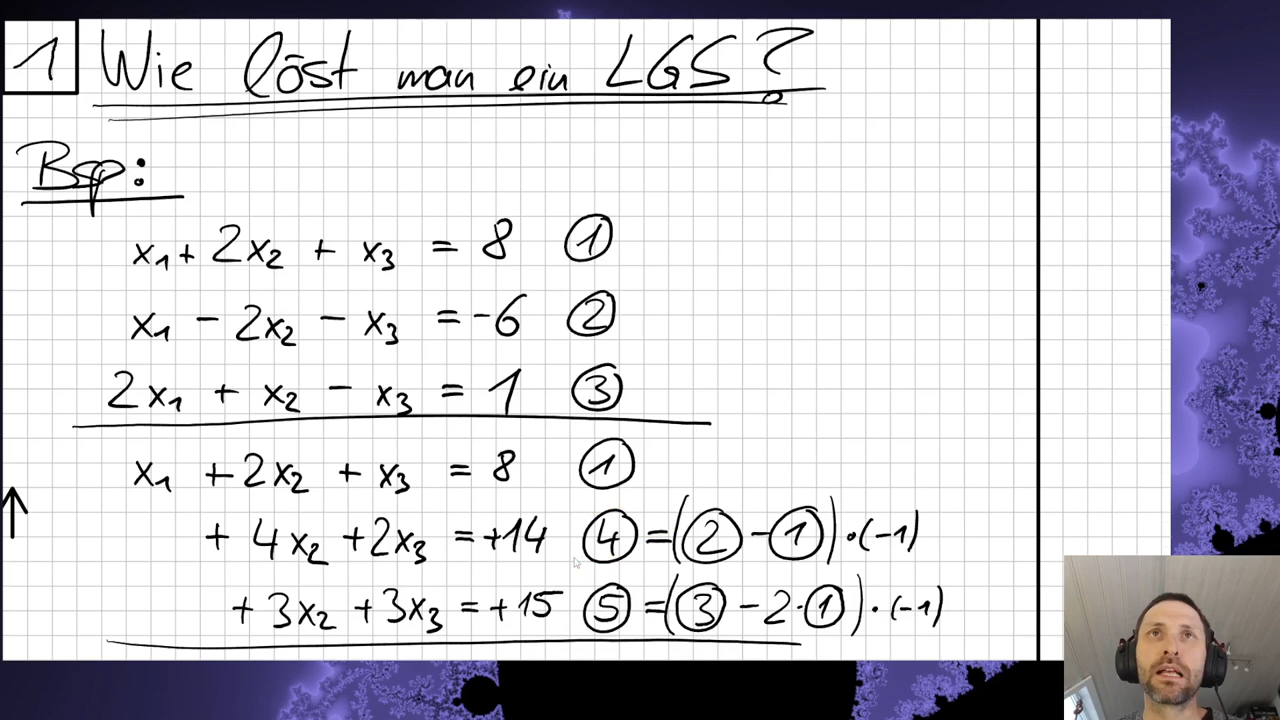 1 Wie löst man ein LGS?
Bsp:
x₁ + 2x₂ + x₃ = 8 ①
x₁ - 2x₂ - x₃ = -6 ②
2x₁ + x₂ - x₃ = 1 ③
x₁ + 2x₂ + x₃ = 8 ①
+ 4x₂ + 2x₃ = +14 ④ = (② - ①) · (-1)
+ 3x₂ + 3x₃ = +15 ⑤ = (③ - 2 · ①) · (-1)